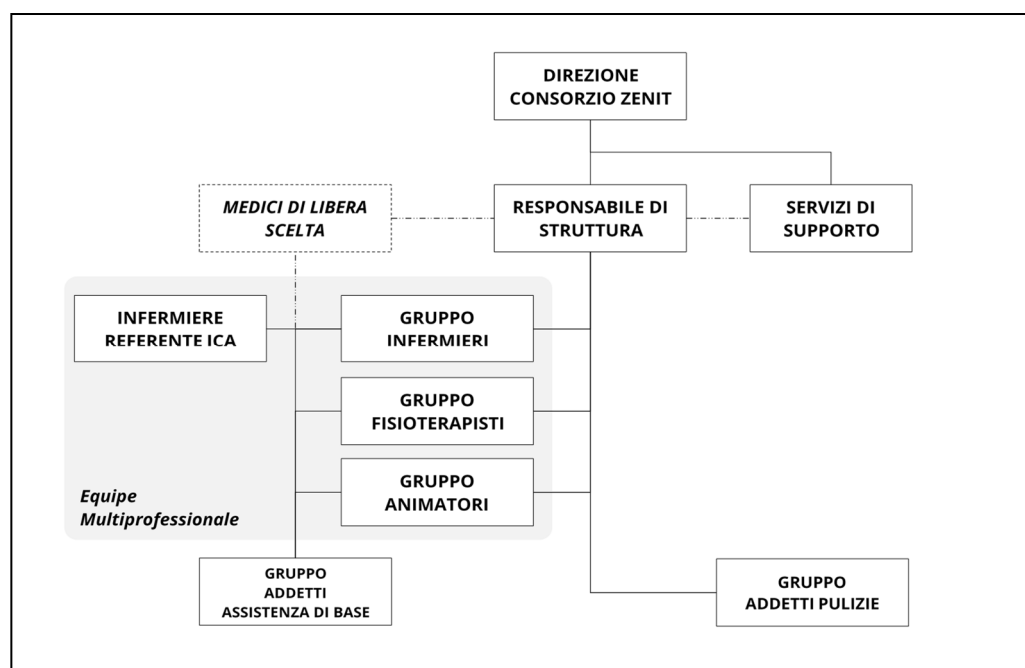 DIREZIONE
CONSORZIO ZENIT
MEDICI DI LIBERA
SCELTA
RESPONSABILE DI
STRUTTURA
SERVIZI DI
SUPPORTO
INFERMIERE
REFERENTE ICA
GRUPPO
INFERMIERI
GRUPPO
FISIOTERAPISTI
GRUPPO
ANIMATORI
Equipe
Multiprofessionale
GRUPPO
ADDETTI
ASSISTENZA DI BASE
GRUPPO
ADDETTI PULIZIE